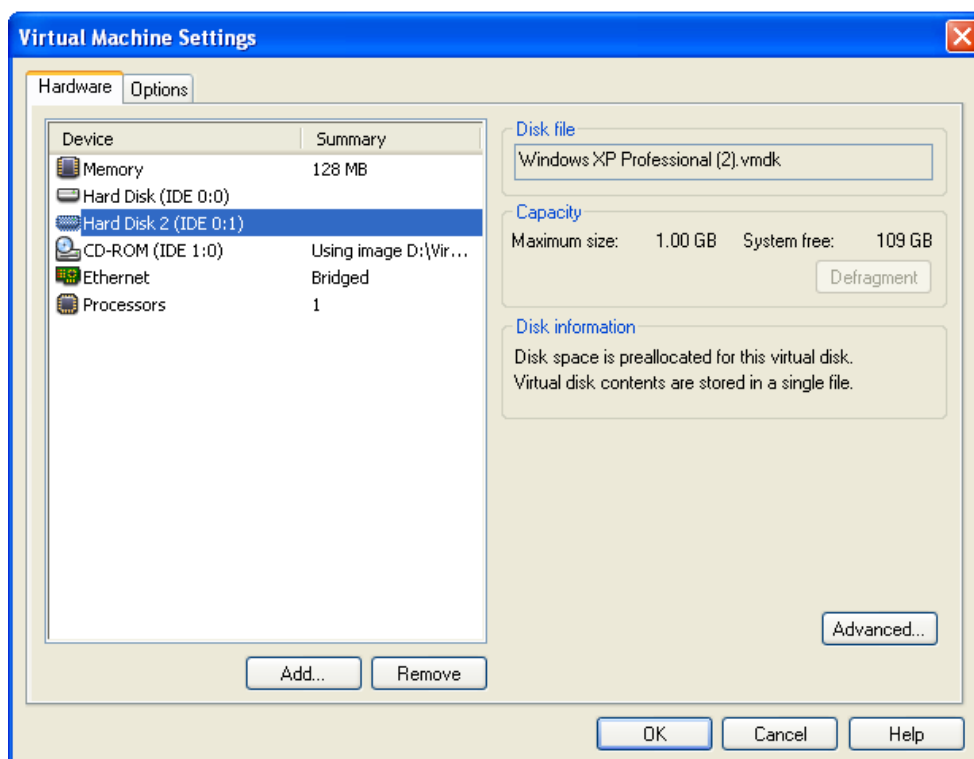 Virtual Machine Settings
Hardware Options
Device Summary
Memory 128 MB
Hard Disk (IDE 0:0)
Hard Disk 2 (IDE 0:1)
CD-ROM (IDE 1:0) Using image D:\Vir...
Ethernet Bridged
Processors 1
Add... Remove
Disk file
Windows XP Professional (2).vmdk
Capacity
Maximum size: 1.00 GB System free: 109 GB
Defragment
Disk information
Disk space is preallocated for this virtual disk.
Virtual disk contents are stored in a single file.
Advanced...
OK Cancel Help